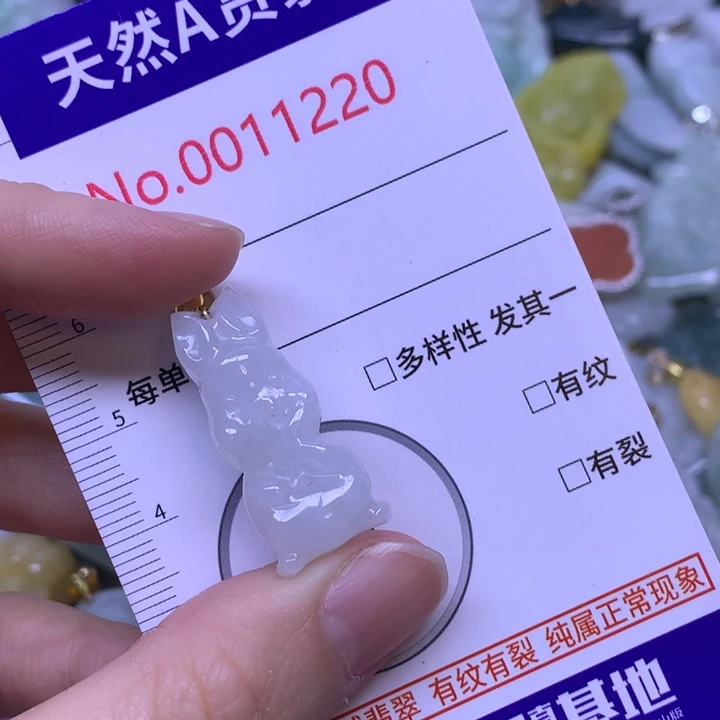 天然A货翡
No.0011220
每单
□多样性 发其一
□有纹
□有裂
翡翠 有纹有裂 纯属正常现象
基地
6
5
4